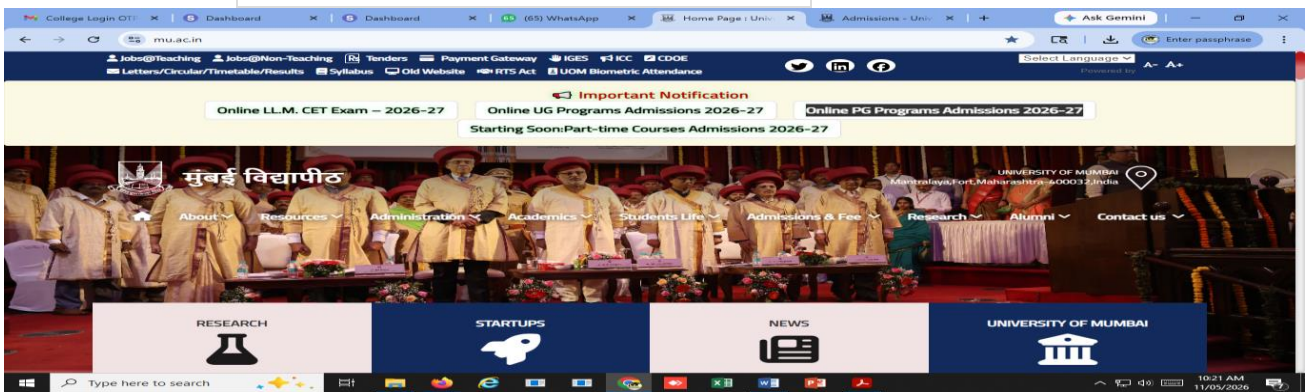 College Login OTP
Dashboard
Dashboard
(65) WhatsApp
Home Page : Univ
Admissions - Univ
Ask Gemini
mu.ac.in
Enter passphrase
Jobs@Teaching Jobs@Non-Teaching Tenders Payment Gateway IGES ICC CDOE
Letters/Circular/Timetable/Results Syllabus Old Website RTS Act UOM Biometric Attendance
Select Language
Powered by
A- A+
Important Notification
Online LL.M. CET Exam – 2026-27 Online UG Programs Admissions 2026-27 Online PG Programs Admissions 2026-27
Starting Soon:Part-time Courses Admissions 2026-27
मुंबई विद्यापीठ
UNIVERSITY OF MUMBAI
Mantralaya,Fort,Maharashtra-400032,India
About Resources Administration Academics Students Life Admissions & Fee Research Alumni Contact us
RESEARCH STARTUPS NEWS UNIVERSITY OF MUMBAI
Type here to search
10:21 AM
11/05/2026